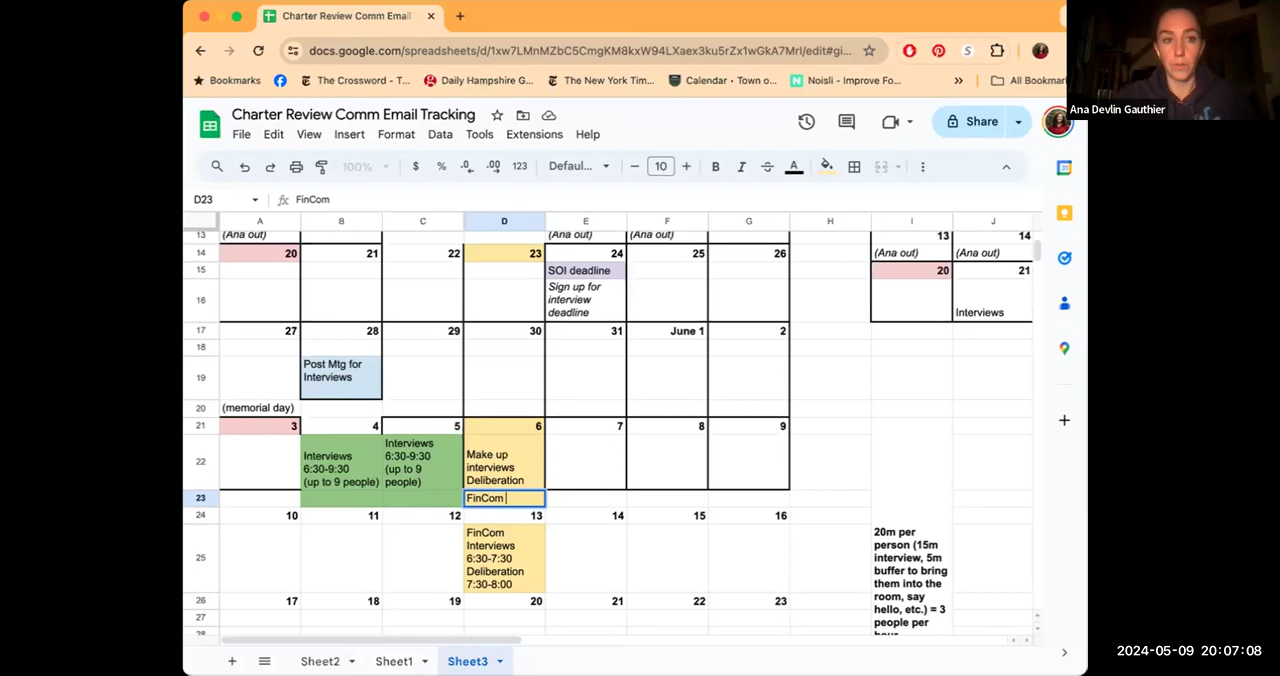 Charter Review Comm Email
docs.google.com/spreadsheets/d/1xw7LMnMZbC5CmgKM8kxW94LXaex3ku5rZx1wGkA7MrI/edit#gi...
Bookmarks
The Crossword - T...
Daily Hampshire G...
The New York Tim...
Calendar - Town o...
Noisli - Improve Fo...
»
All Bookmar
Ana Devlin Gauthier
Charter Review Comm Email Tracking
File Edit View Insert Format Data Tools Extensions Help
Share
100% $ % .0 .00 123 Defaul... 10 B I A
D23 fx FinCom
A B C D E F G H I J
13 (Ana out) (Ana out) (Ana out) 13 14
14 20 21 22 23 24 25 26 (Ana out) (Ana out)
15 SOI deadline 20 21
16 Sign up for
interview
deadline
Interviews
17 27 28 29 30 31 June 1 2
18
19 Post Mtg for
Interviews
20 (memorial day)
21 3 4 5 6 7 8 9
22 Interviews
6:30-9:30
(up to 9 people)
Interviews
6:30-9:30
(up to 9
people)
Make up
interviews
Deliberation
23 FinCom
24 10 11 12 13 14 15 16
25 FinCom
Interviews
6:30-7:30
Deliberation
7:30-8:00
20m per
person (15m
interview, 5m
buffer to bring
them into the
room, say
hello, etc.) = 3
people per
hour
26 17 18 19 20 21 22 23
27
28
Sheet2 Sheet1 Sheet3
2024-05-09 20:07:08